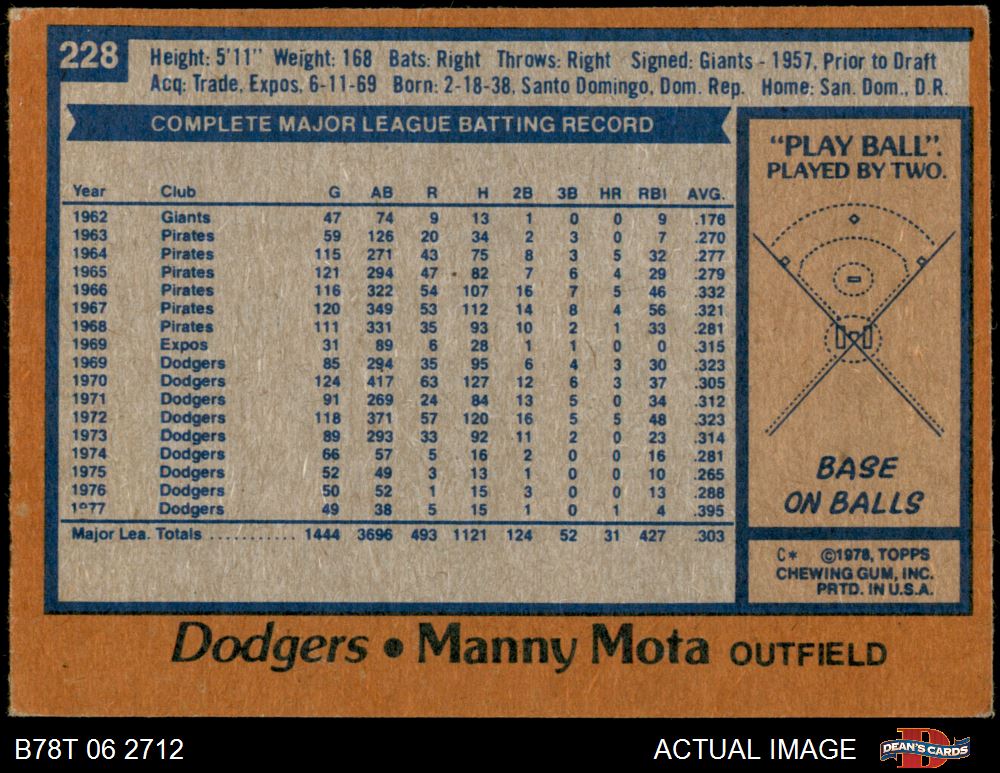 228
Height: 5'11" Weight: 168 Bats: Right Throws: Right Signed: Giants - 1957, Prior to Draft
Acq: Trade, Expos, 6-11-69 Born: 2-18-38, Santo Domingo, Dom. Rep. Home: San. Dom., D.R.
COMPLETE MAJOR LEAGUE BATTING RECORD
Year Club G AB R H 2B 3B HR RBI AVG.
1962 Giants 47 74 9 13 1 0 0 9 .176
1963 Pirates 59 126 20 34 2 3 0 7 .270
1964 Pirates 115 271 43 75 8 3 5 32 .277
1965 Pirates 121 294 47 82 7 6 4 29 .279
1966 Pirates 116 322 54 107 16 7 5 46 .332
1967 Pirates 120 349 53 112 14 8 4 56 .321
1968 Pirates 111 331 35 93 10 2 1 33 .281
1969 Expos 31 89 6 28 1 1 0 0 .315
1969 Dodgers 85 294 35 95 6 4 3 30 .323
1970 Dodgers 124 417 63 127 12 6 3 37 .305
1971 Dodgers 91 269 24 84 13 5 0 34 .312
1972 Dodgers 118 371 57 120 16 5 5 48 .323
1973 Dodgers 89 293 33 92 11 2 0 23 .314
1974 Dodgers 66 57 5 16 2 0 0 16 .281
1975 Dodgers 52 49 3 13 1 0 0 10 .265
1976 Dodgers 50 52 1 15 3 0 0 13 .288
1977 Dodgers 49 38 5 15 1 0 1 4 .395
Major Lea. Totals ........... 1444 3696 493 1121 124 52 31 427 .303
"PLAY BALL".
PLAYED BY TWO.
BASE
ON BALLS
C* ©1978, TOPPS
CHEWING GUM, INC.
PRTD. IN U.S.A.
Dodgers • Manny Mota OUTFIELD
B78T 06 2712
ACTUAL IMAGE
DEAN'S CARDS